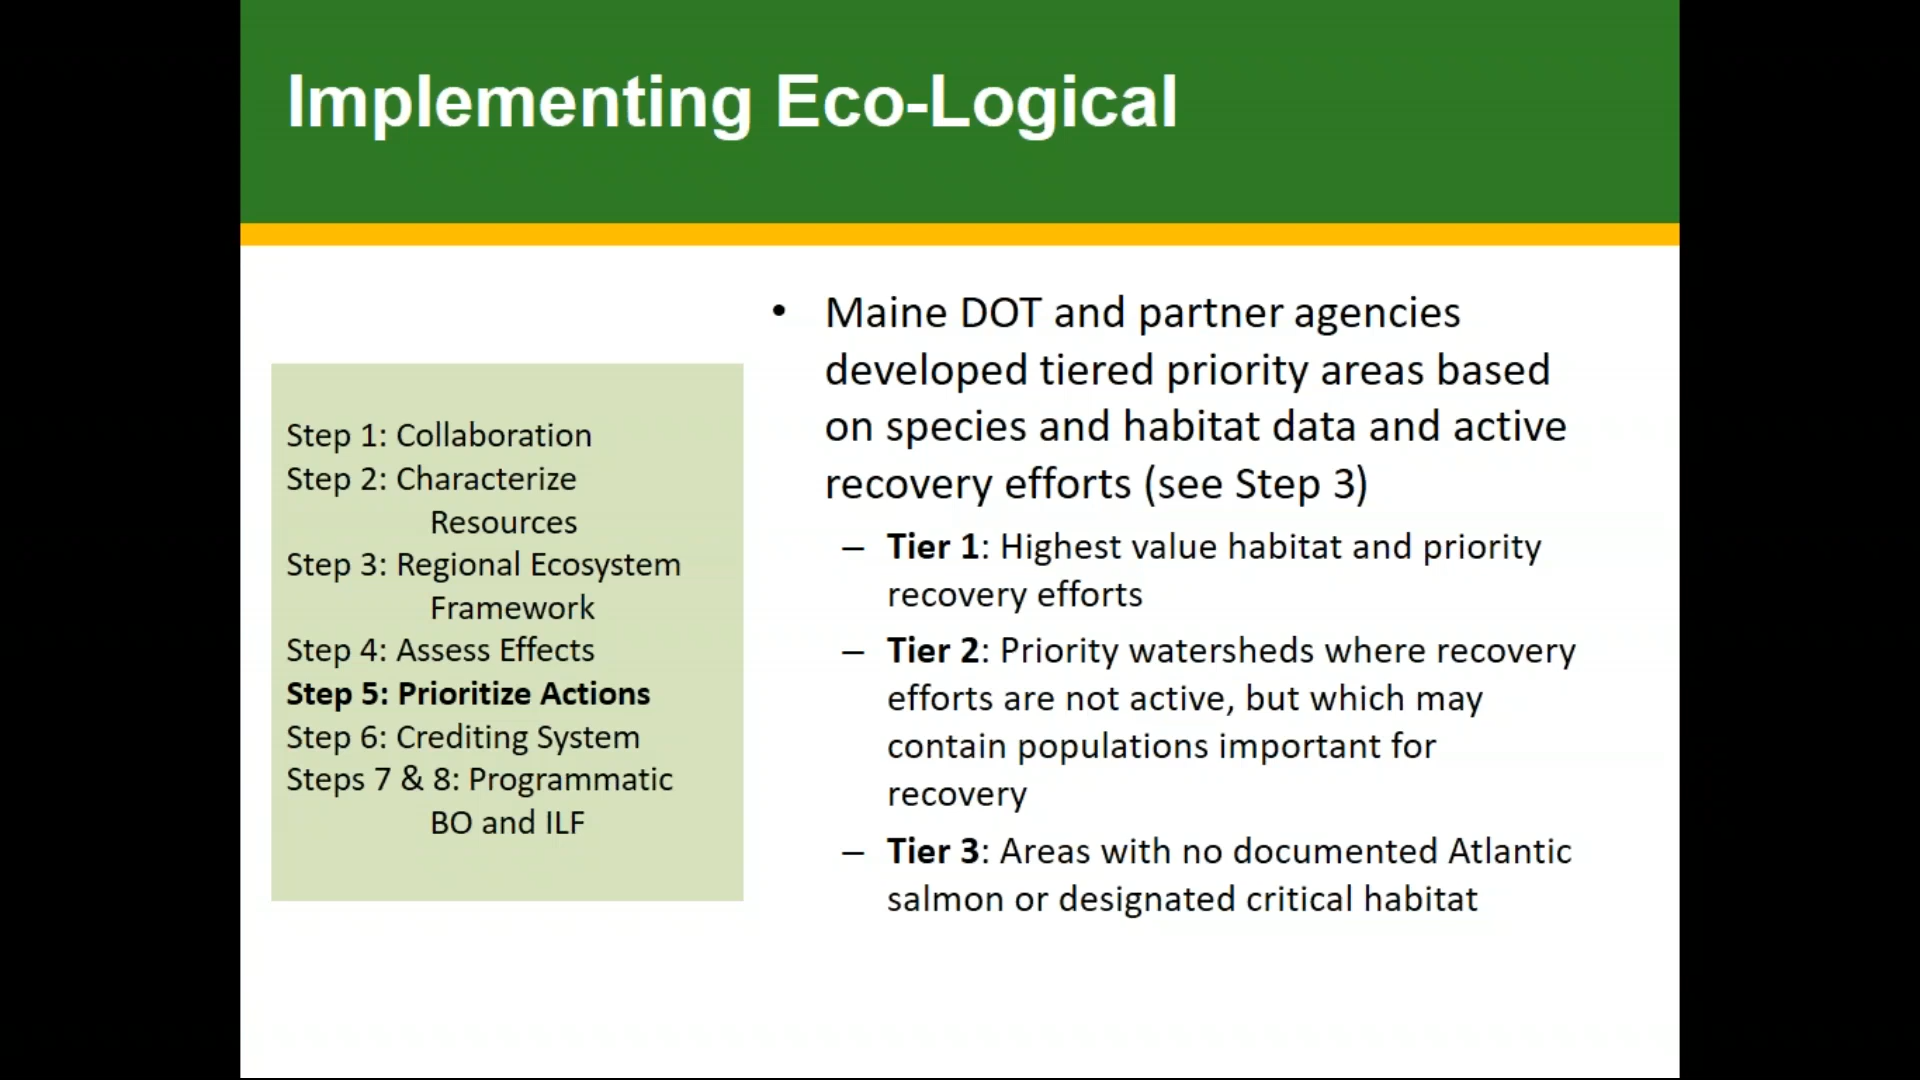 Implementing Eco-Logical
Step 1: Collaboration
Step 2: Characterize
Resources
Step 3: Regional Ecosystem
Framework
Step 4: Assess Effects
Step 5: Prioritize Actions
Step 6: Crediting System
Steps 7 & 8: Programmatic
BO and ILF
• Maine DOT and partner agencies
developed tiered priority areas based
on species and habitat data and active
recovery efforts (see Step 3)
– Tier 1: Highest value habitat and priority
recovery efforts
– Tier 2: Priority watersheds where recovery
efforts are not active, but which may
contain populations important for
recovery
– Tier 3: Areas with no documented Atlantic
salmon or designated critical habitat